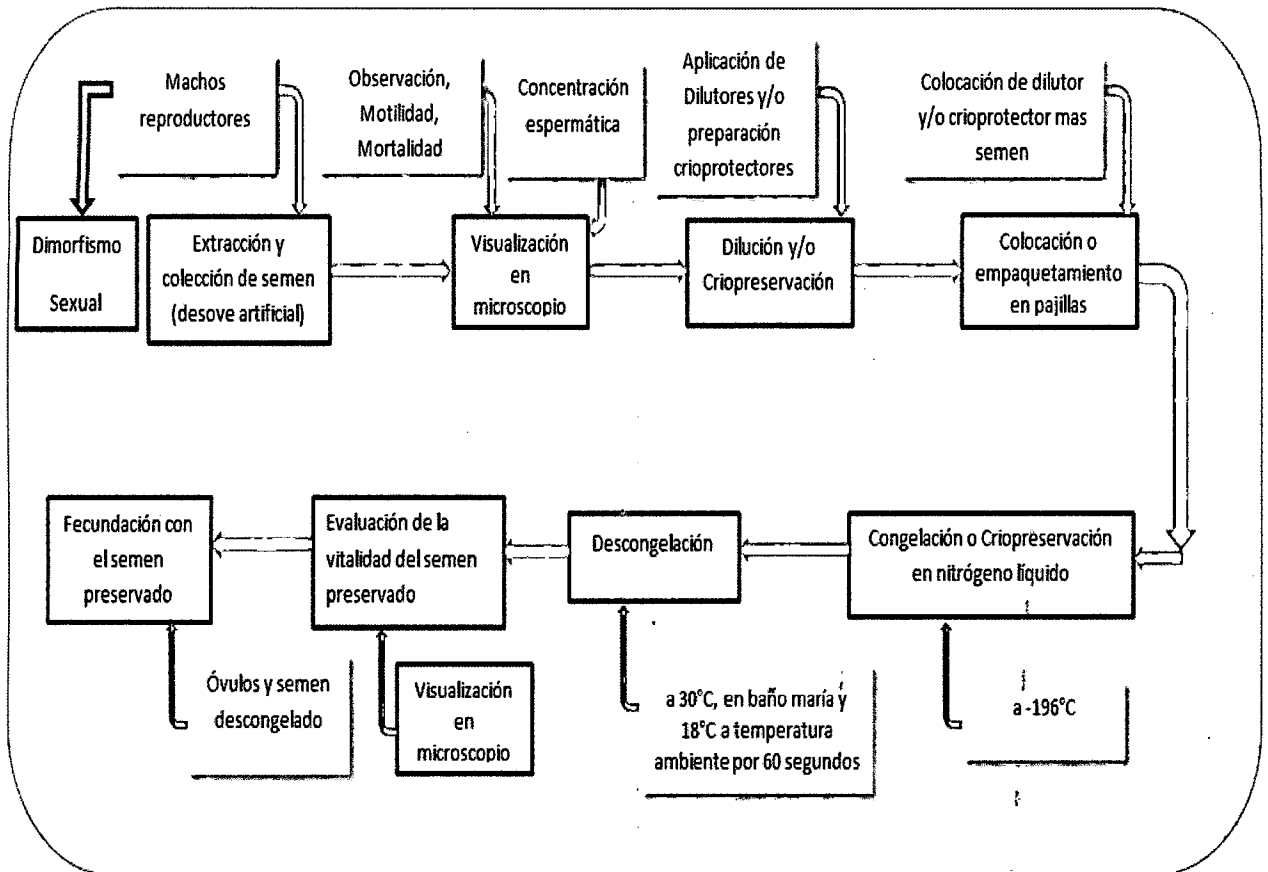 Machos
reproductores
Observación,
Motilidad,
Mortalidad
Concentración
espermática
Aplicación de
Dilutores y/o
preparación
crioprotectores
Colocación de dilutor
y/o crioprotector mas
semen
Dimorfismo
Sexual
Extracción y
colección de semen
(desove artificial)
Visualización
en
microscopio
Dilución y/o
Criopreservación
Colocación o
empaquetamiento
en pajillas
Fecundación con
el semen
preservado
Evaluación de la
vitalidad del semen
preservado
Descongelación
Congelación o Criopreservación
en nitrógeno líquido
Óvulos y semen
descongelado
Visualización
en
microscopio
a 30°C, en baño maría y
18°C a temperatura
ambiente por 60 segundos
a -196°C